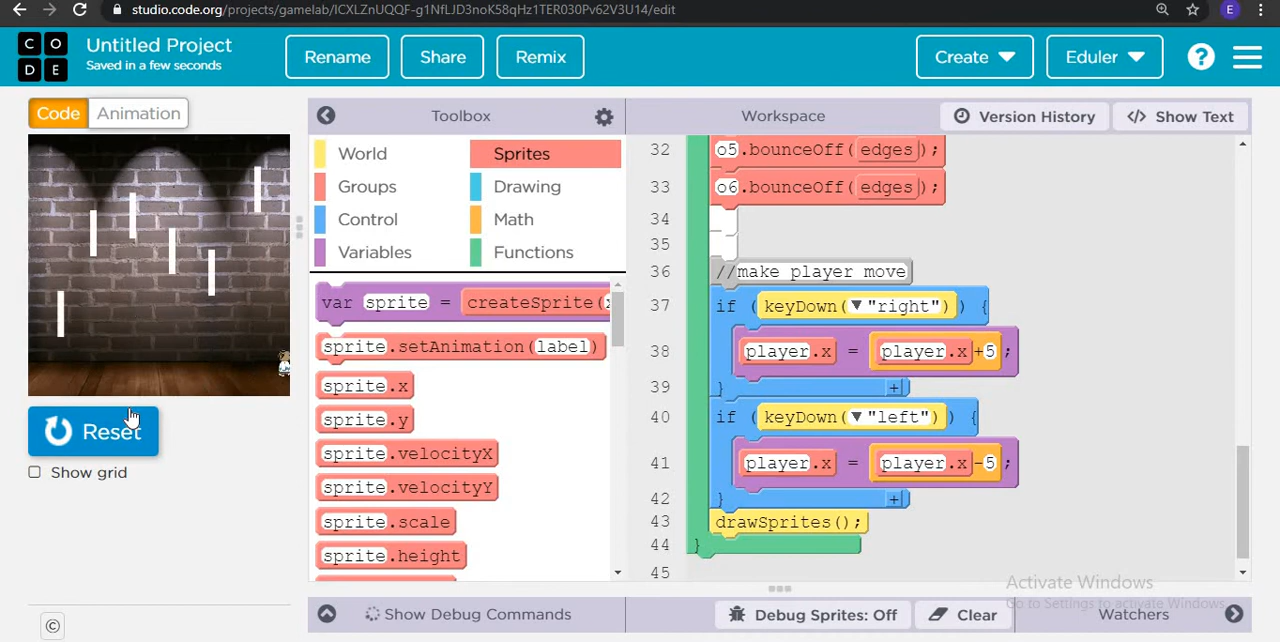 studio.code.org/projects/gamelab/ICXLZnUQQF-g1NfLJD3noK58qHz1TER030Pv62V3U14/edit
E
C O
D E
Untitled Project
Saved in a few seconds
Rename
Share
Remix
Create
Eduler
?
Code
Animation
Toolbox
Workspace
Version History
</> Show Text
World
Sprites
Groups
Drawing
Control
Math
Variables
Functions
var sprite = createSprite(
sprite.setAnimation(label)
sprite.x
sprite.y
sprite.velocityX
sprite.velocityY
sprite.scale
sprite.height
32 o5.bounceOff(edges);
33 o6.bounceOff(edges);
34
35
36 //make player move
37 if (keyDown("right")) {
38 player.x = player.x+5;
39 } +
40 if (keyDown("left")) {
41 player.x = player.x-5;
42 } +
43 drawSprites();
44 }
45
Reset
Show grid
©
Show Debug Commands
Debug Sprites: Off
Clear
Watchers
Activate Windows
Go to Settings to activate Windows.